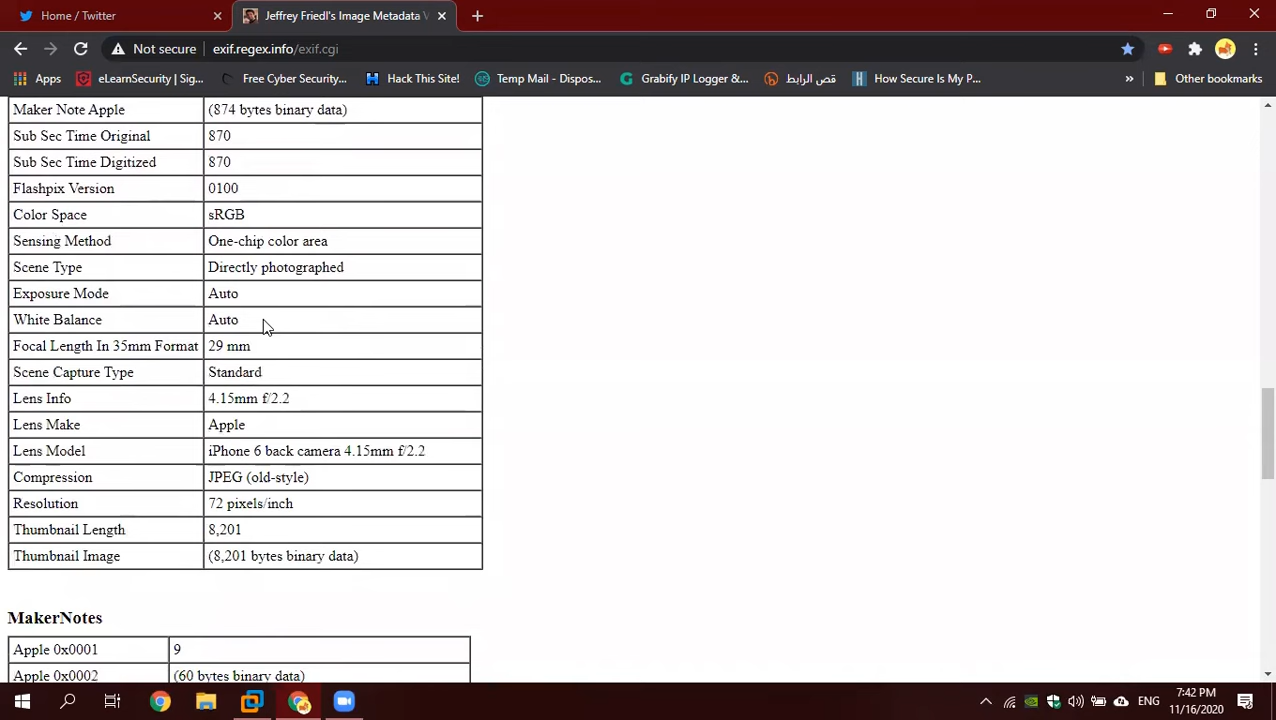 Home / Twitter
Jeffrey Friedl's Image Metadata V
Not secure
exif.regex.info/exif.cgi
Apps
eLearnSecurity | Sig...
Free Cyber Security...
Hack This Site!
Temp Mail - Dispos...
Grabify IP Logger &...
قص الرابط
How Secure Is My P...
»
Other bookmarks
Maker Note Apple (874 bytes binary data)
Sub Sec Time Original 870
Sub Sec Time Digitized 870
Flashpix Version 0100
Color Space sRGB
Sensing Method One-chip color area
Scene Type Directly photographed
Exposure Mode Auto
White Balance Auto
Focal Length In 35mm Format 29 mm
Scene Capture Type Standard
Lens Info 4.15mm f/2.2
Lens Make Apple
Lens Model iPhone 6 back camera 4.15mm f/2.2
Compression JPEG (old-style)
Resolution 72 pixels/inch
Thumbnail Length 8,201
Thumbnail Image (8,201 bytes binary data)
MakerNotes
Apple 0x0001 9
Apple 0x0002 (60 bytes binary data)
ENG
7:42 PM
11/16/2020